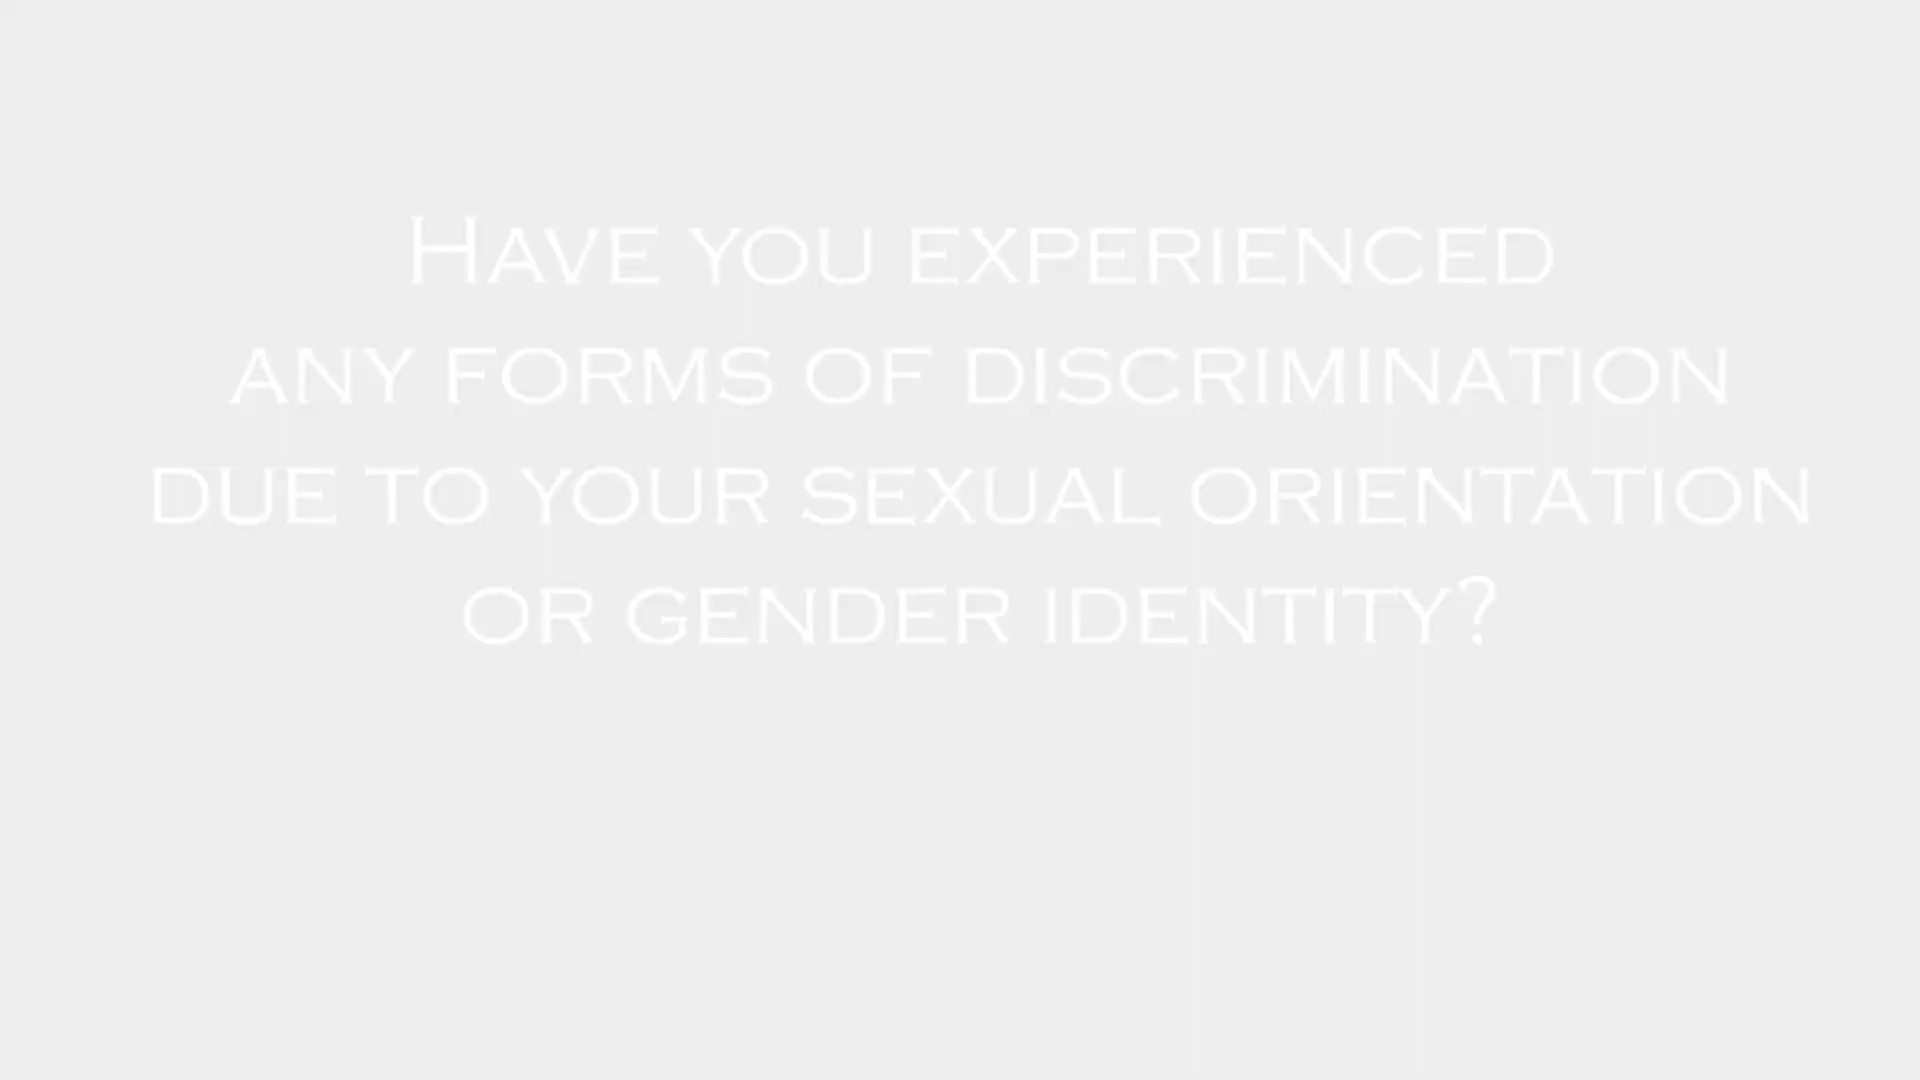 Have you experienced
any forms of discrimination
due to your sexual orientation
or gender identity?